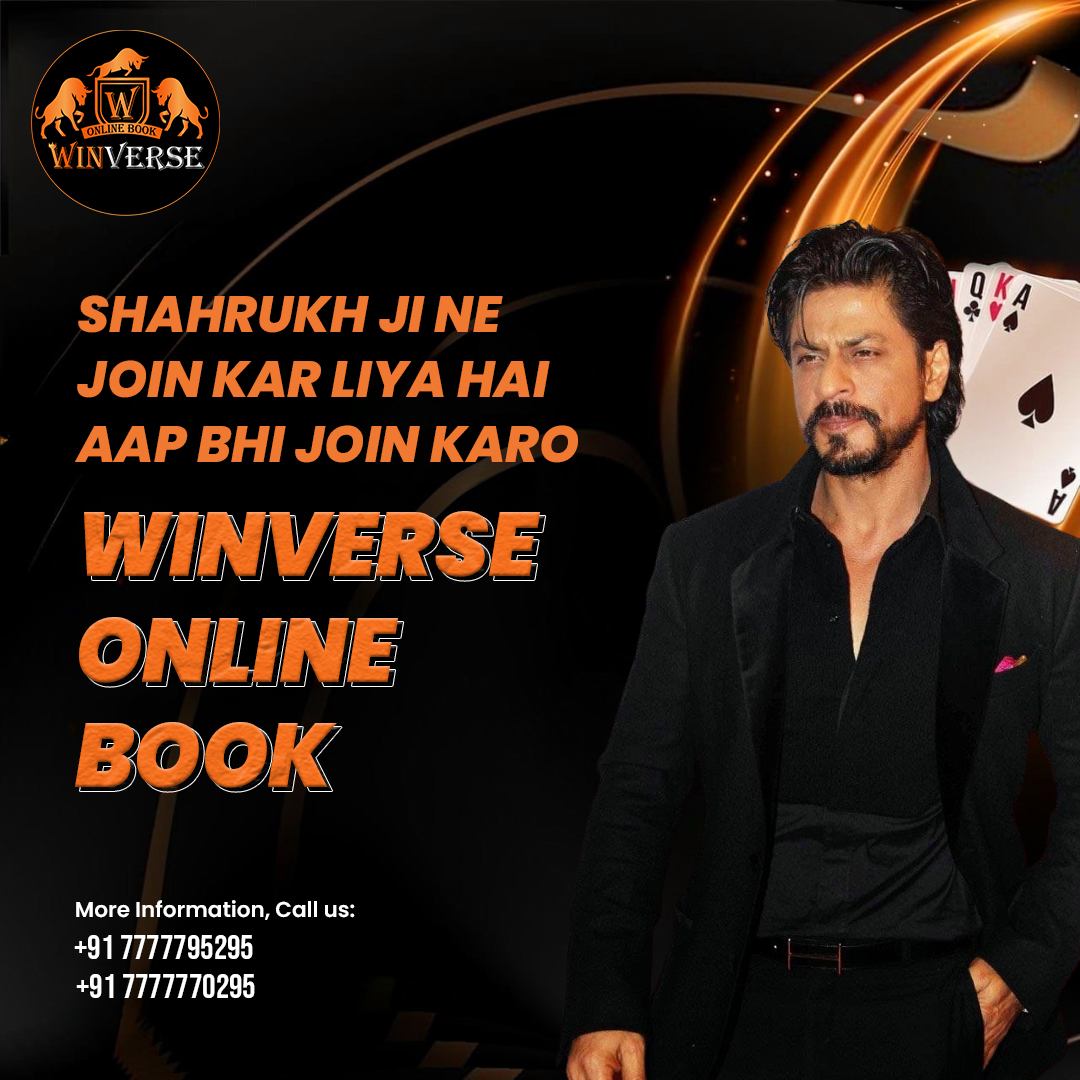 W
ONLINE BOOK
WINVERSE
SHAHRUKH JI NE
JOIN KAR LIYA HAI
AAP BHI JOIN KARO
WINVERSE
ONLINE
BOOK
Q K A
A
More Information, Call us:
+91 7777795295
+91 7777770295